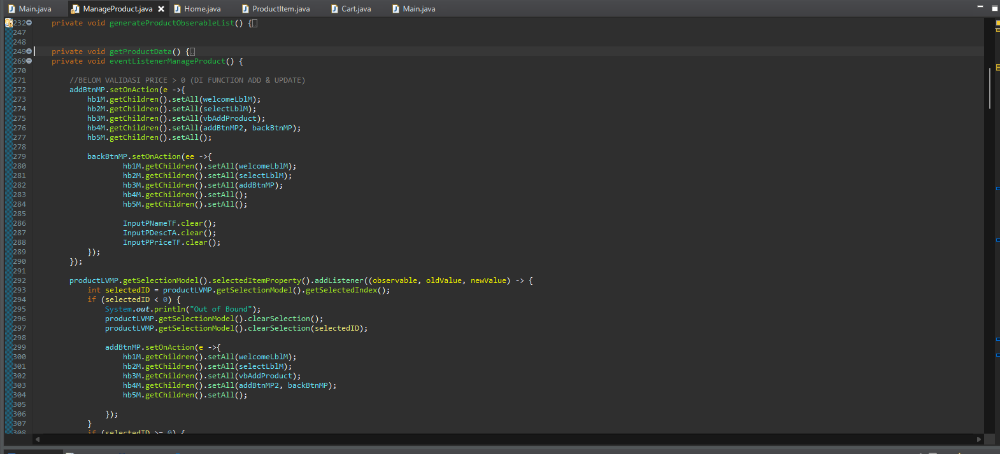 Main.java ManageProduct.java Home.java ProductItem.java Cart.java Main.java
232 private void generateProductObserableList() {
247
248
249 private void getProductData() {
269 private void eventListenerManageProduct() {
270
271 //BELOM VALIDASI PRICE > 0 (DI FUNCTION ADD & UPDATE)
272 addBtnMP.setOnAction(e ->{
273 hb1M.getChildren().setAll(welcomeLblM);
274 hb2M.getChildren().setAll(selectLblM);
275 hb3M.getChildren().setAll(vbAddProduct);
276 hb4M.getChildren().setAll(addBtnMP2, backBtnMP);
277 hb5M.getChildren().setAll();
278
279 backBtnMP.setOnAction(ee ->{
280 hb1M.getChildren().setAll(welcomeLblM);
281 hb2M.getChildren().setAll(selectLblM);
282 hb3M.getChildren().setAll(addBtnMP);
283 hb4M.getChildren().setAll();
284 hb5M.getChildren().setAll();
285
286 InputPNameTF.clear();
287 InputPDescTA.clear();
288 InputPPriceTF.clear();
289 });
290 });
291
292 productLVMP.getSelectionModel().selectedItemProperty().addListener((observable, oldValue, newValue) -> {
293 int selectedID = productLVMP.getSelectionModel().getSelectedIndex();
294 if (selectedID < 0) {
295 System.out.println("Out of Bound");
296 productLVMP.getSelectionModel().clearSelection();
297 productLVMP.getSelectionModel().clearSelection(selectedID);
298
299 addBtnMP.setOnAction(e ->{
300 hb1M.getChildren().setAll(welcomeLblM);
301 hb2M.getChildren().setAll(selectLblM);
302 hb3M.getChildren().setAll(vbAddProduct);
303 hb4M.getChildren().setAll(addBtnMP2, backBtnMP);
304 hb5M.getChildren().setAll();
305
306 });
307 }
308 if (selectedID >= 0) {